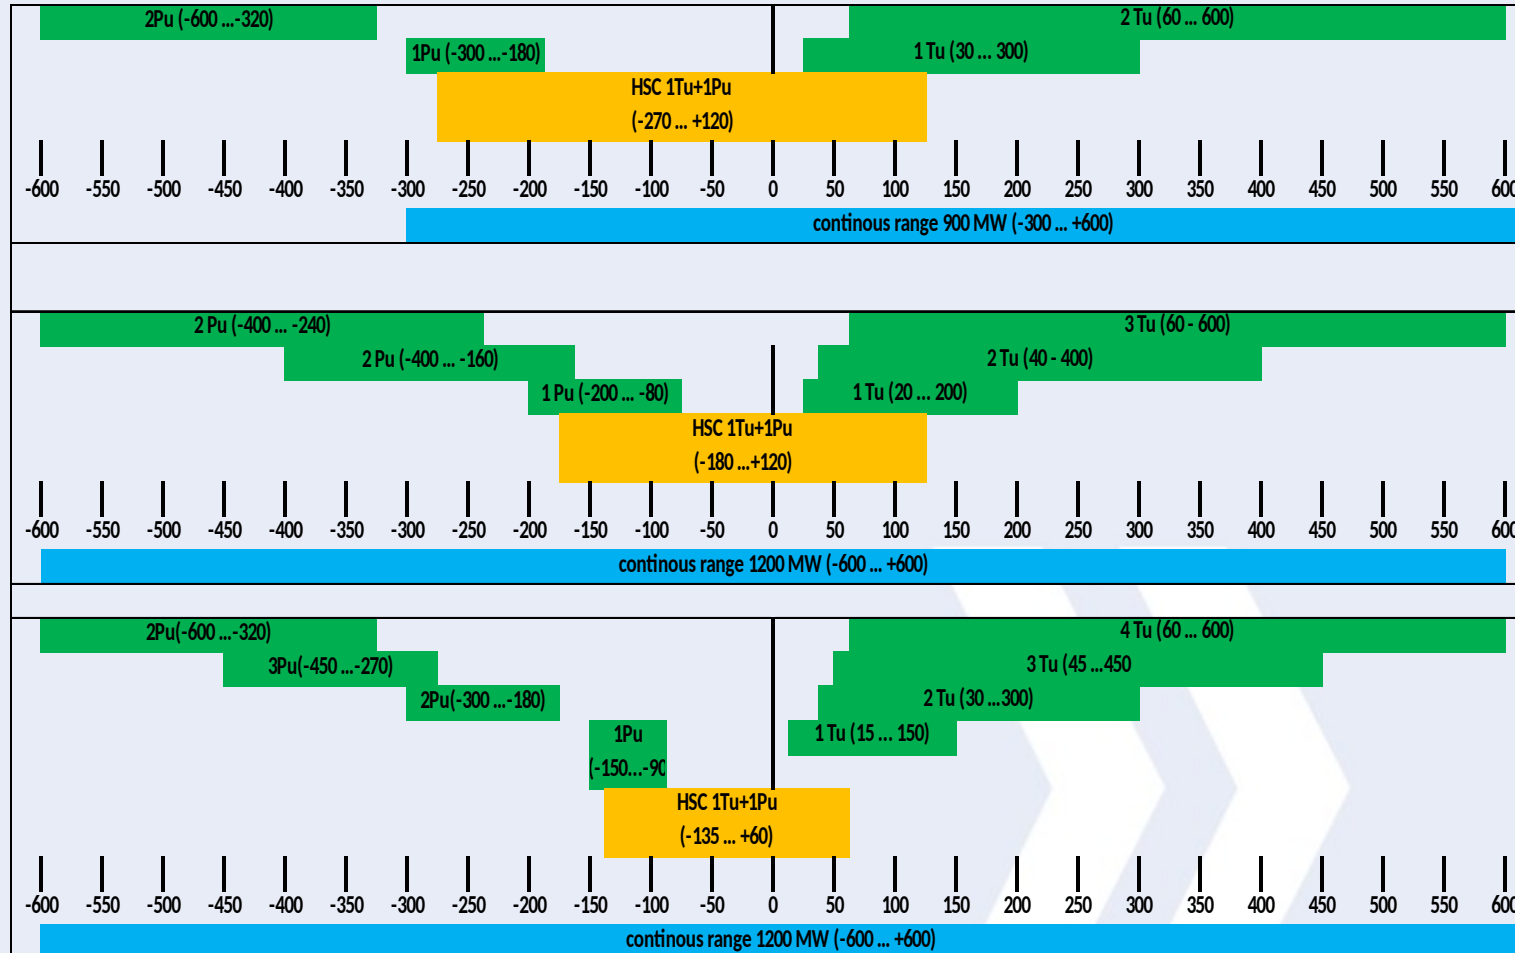 2Pu (-600 ...-320)
2 Tu (60 ... 600)
1Pu (-300 ...-180)
1 Tu (30 ... 300)
HSC 1Tu+1Pu
(-270 ... +120)
-600 -550 -500 -450 -400 -350 -300 -250 -200 -150 -100 -50 0 50 100 150 200 250 300 350 400 450 500 550 600
continous range 900 MW (-300 ... +600)
2 Pu (-400 ... -240)
3 Tu (60 - 600)
2 Pu (-400 ... -160)
2 Tu (40 - 400)
1 Pu (-200 ... -80)
1 Tu (20 ... 200)
HSC 1Tu+1Pu
(-180 ...+120)
-600 -550 -500 -450 -400 -350 -300 -250 -200 -150 -100 -50 0 50 100 150 200 250 300 350 400 450 500 550 600
continous range 1200 MW (-600 ... +600)
2Pu(-600 ...-320)
4 Tu (60 ... 600)
3Pu(-450 ...-270)
3 Tu (45 ...450
2Pu(-300 ...-180)
2 Tu (30 ...300)
1Pu
(-150...-90
1 Tu (15 ... 150)
HSC 1Tu+1Pu
(-135 ... +60)
-600 -550 -500 -450 -400 -350 -300 -250 -200 -150 -100 -50 0 50 100 150 200 250 300 350 400 450 500 550 600
continous range 1200 MW (-600 ... +600)